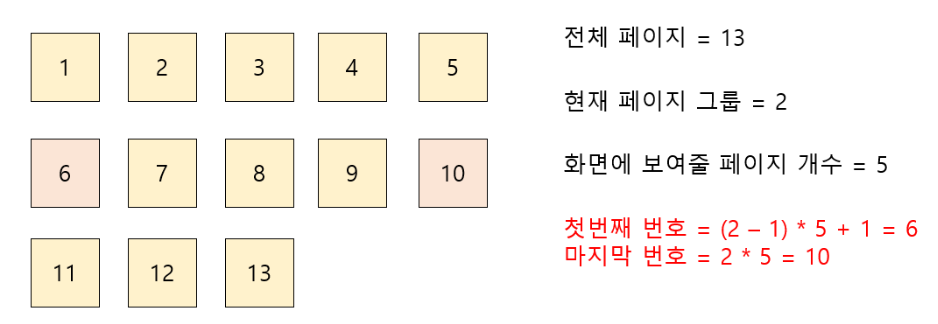 1 2 3 4 5
6 7 8 9 10
11 12 13
전체 페이지 = 13
현재 페이지 그룹 = 2
화면에 보여줄 페이지 개수 = 5
첫번째 번호 = (2 – 1) * 5 + 1 = 6
마지막 번호 = 2 * 5 = 10